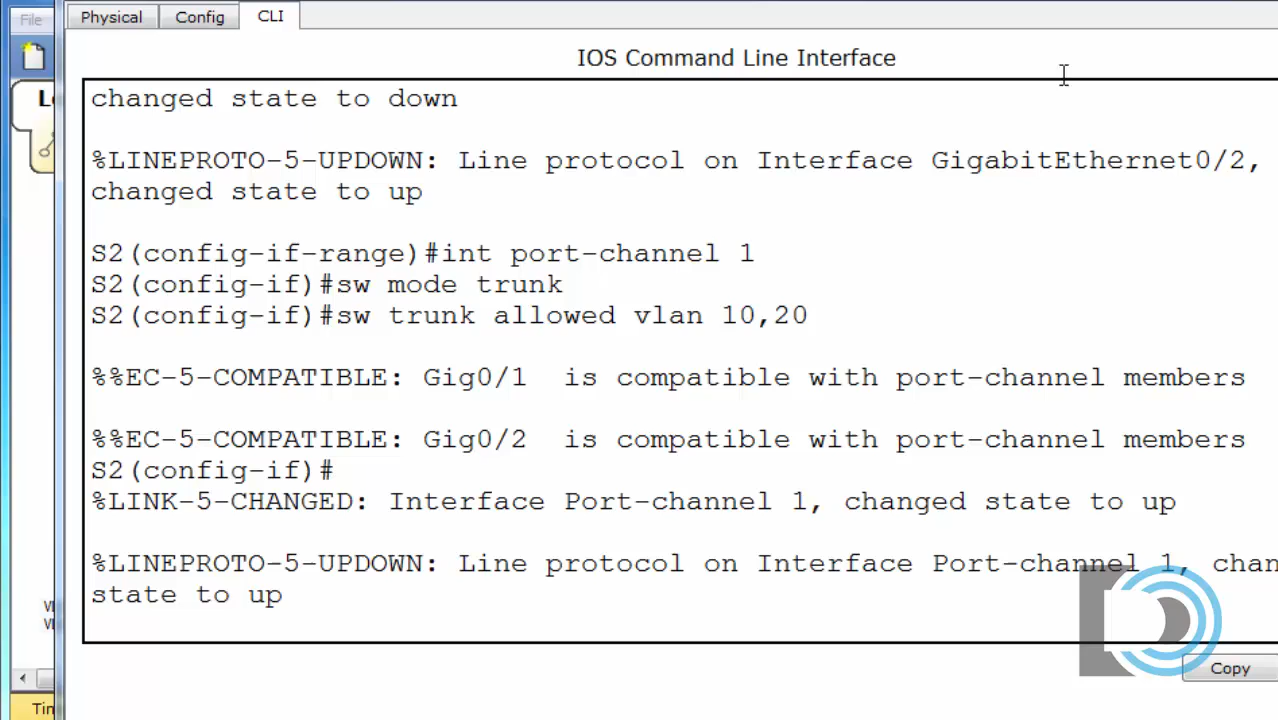 File
Physical
Config
CLI
IOS Command Line Interface
changed state to down
%LINEPROTO-5-UPDOWN: Line protocol on Interface GigabitEthernet0/2,
changed state to up
S2(config-if-range)#int port-channel 1
S2(config-if)#sw mode trunk
S2(config-if)#sw trunk allowed vlan 10,20
%%EC-5-COMPATIBLE: Gig0/1  is compatible with port-channel members
%%EC-5-COMPATIBLE: Gig0/2  is compatible with port-channel members
S2(config-if)#
%LINK-5-CHANGED: Interface Port-channel 1, changed state to up
%LINEPROTO-5-UPDOWN: Line protocol on Interface Port-channel 1, chan
state to up
Copy